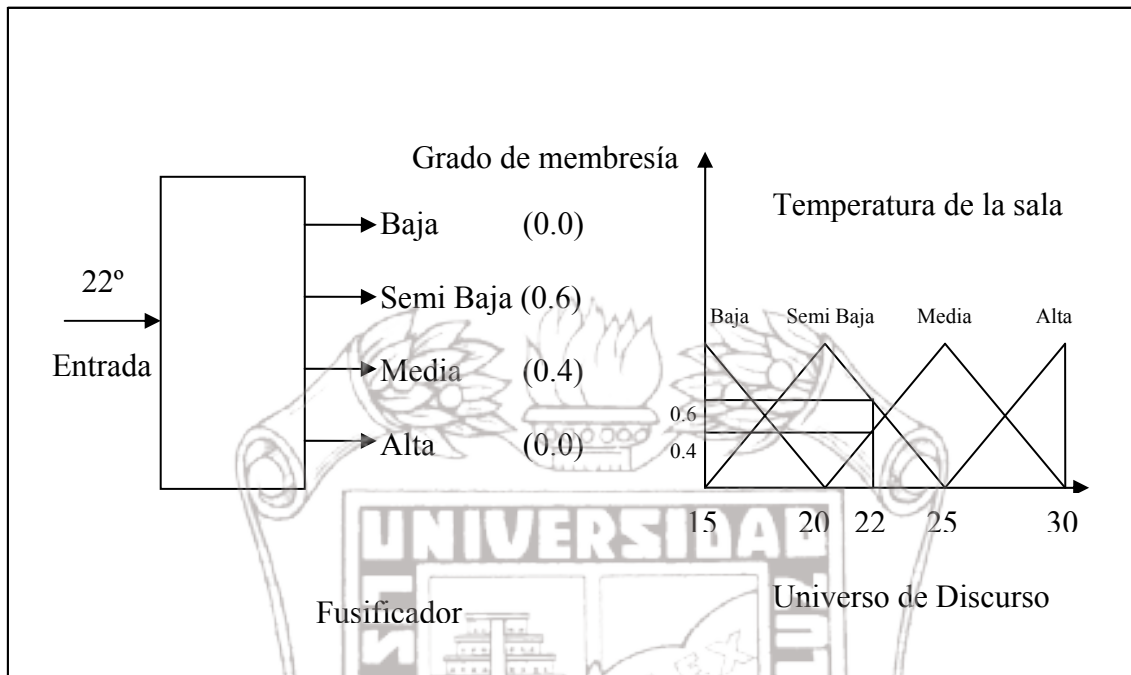 Grado de membresía
Temperatura de la sala
Baja (0.0)
22º
Semi Baja (0.6)
Entrada
Media (0.4)
Alta (0.0)
Baja Semi Baja Media Alta
0.6
0.4
15 20 22 25 30
Fusificador
Universo de Discurso
UNIVERSIDAD